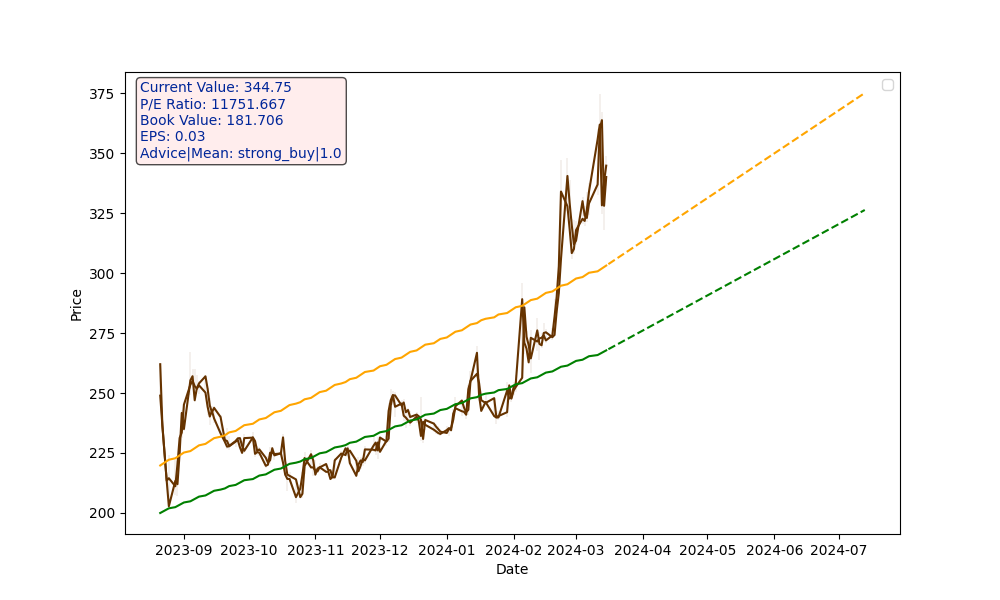 Current Value: 344.75
P/E Ratio: 11751.667
Book Value: 181.706
EPS: 0.03
Advice|Mean: strong_buy|1.0
375
350
325
300
275
250
225
200
Price
2023-09 2023-10 2023-11 2023-12 2024-01 2024-02 2024-03 2024-04 2024-05 2024-06 2024-07
Date